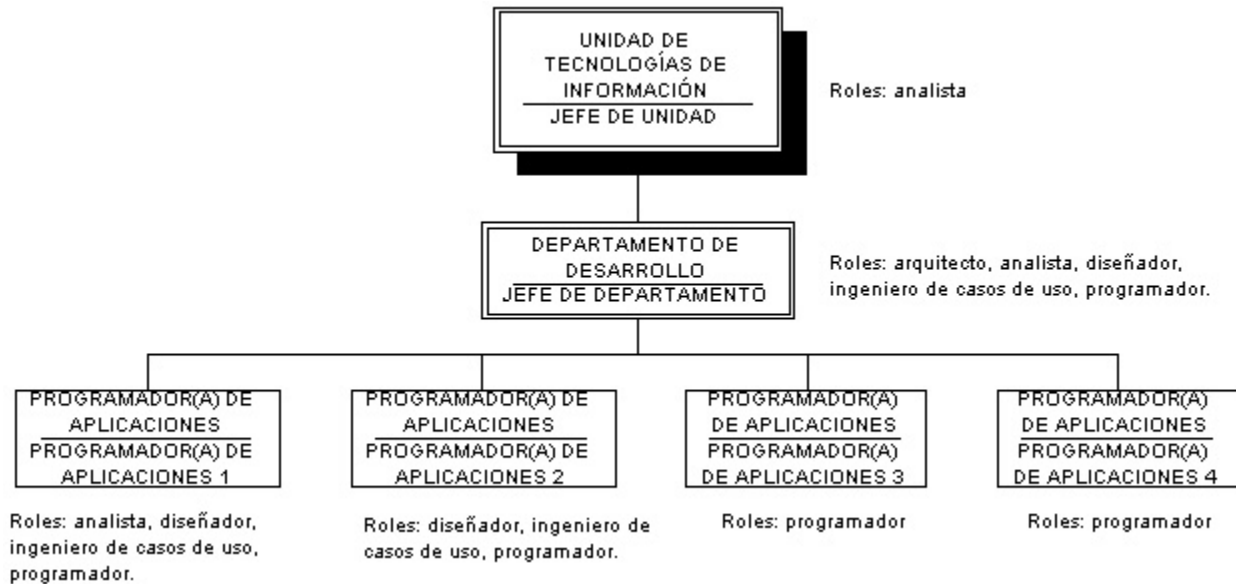 UNIDAD DE
TECNOLOGÍAS DE
INFORMACIÓN
JEFE DE UNIDAD
Roles: analista
DEPARTAMENTO DE
DESARROLLO
JEFE DE DEPARTAMENTO
Roles: arquitecto, analista, diseñador,
ingeniero de casos de uso, programador.
PROGRAMADOR(A) DE
APLICACIONES
PROGRAMADOR(A) DE
APLICACIONES 1
Roles: analista, diseñador,
ingeniero de casos de uso,
programador.
PROGRAMADOR(A) DE
APLICACIONES
PROGRAMADOR(A) DE
APLICACIONES 2
Roles: diseñador, ingeniero de
casos de uso, programador.
PROGRAMADOR(A)
DE APLICACIONES
PROGRAMADOR(A)
DE APLICACIONES 3
Roles: programador
PROGRAMADOR(A)
DE APLICACIONES
PROGRAMADOR(A)
DE APLICACIONES 4
Roles: programador